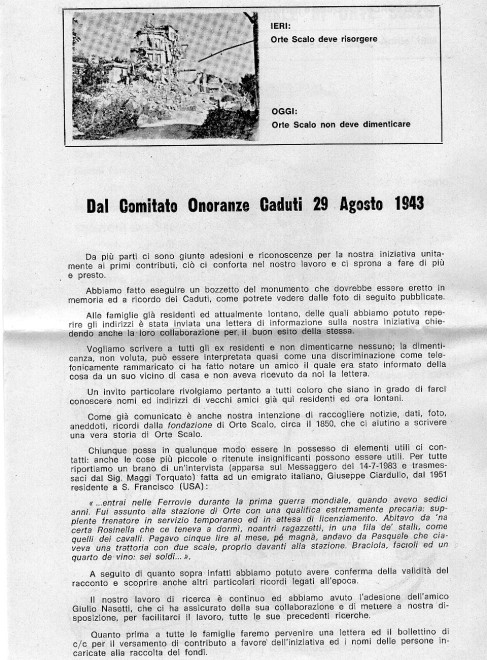 IERI:
Orte Scalo deve risorgere
OGGI:
Orte Scalo non deve dimenticare
Dal Comitato Onoranze Caduti 29 Agosto 1943
Da più parti ci sono giunte adesioni e riconoscenze per la nostra iniziativa unita-
mente ai primi contributi, ciò ci conforta nel nostro lavoro e ci sprona a fare di più
e presto.
Abbiamo fatto eseguire un bozzetto del monumento che dovrebbe essere eretto in
memoria ed a ricordo dei Caduti, come potrete vedere dalle foto di seguito pubblicate.
Alle famiglie già residenti ed attualmente lontano, delle quali abbiamo potuto repe-
rire gli indirizzi è stata inviata una lettera di informazione sulla nostra iniziativa chie-
dendo anche la loro collaborazione per il buon esito della stessa.
Vogliamo scrivere a tutti gli ex residenti e non dimenticarne nessuno; la dimenti-
canza, non voluta, può essere interpretata quasi come una discriminazione come tele-
fonicamente rammaricato ci ha fatto notare un amico il quale era stato informato della
cosa da un suo vicino di casa e non aveva ricevuto da noi la lettera.
Un invito particolare rivolgiamo pertanto a tutti coloro che siano in grado di farci
conoscere nomi ed indirizzi di vecchi amici già qui residenti ed ora lontani.
Come già comunicato è anche nostra intenzione di raccogliere notizie, dati, foto,
aneddoti, ricordi dalla fondazione di Orte Scalo, circa il 1850, che ci aiutino a scrivere
una vera storia di Orte Scalo.
Chiunque possa in qualunque modo essere in possesso di elementi utili ci con-
tatti: anche le cose più piccole o ritenute insignificanti possono essere utili. Per tutte
riportiamo un brano di un'intervista (apparsa sul Messaggero del 14-7-1983 e trasmes-
saci dal Sig. Maggi Torquato) fatta ad un emigrato italiano, Giuseppe Ciardullo, dal 1951
residente a S. Francisco (USA):
« ...entrai nelle Ferrovie durante la prima guerra mondiale, quando avevo sedici
anni. Fui assunto alla stazione di Orte con una qualifica estremamente precaria: sup-
plente frenatore in servizio temporaneo ed in attesa di licenziamento. Abitavo da 'na
certa Rosinella che ce teneva a dormì, noantri ragazzetti, in una fila de' stalli, come
quelli dei cavalli. Pagavo cinque lire al mese, pé magnà, andavo da Pasquale che cia-
veva una trattoria con due scale, proprio davanti alla stazione. Braciola, facioli ed un
quarto de vino: sei soldi... »,
A seguito di quanto sopra infatti abbiamo potuto avere conferma della validità del
racconto e scoprire anche altri particolari ricordi legati all'epoca.
Il nostro lavoro di ricerca è continuo ed abbiamo avuto l'adesione dell'amico
Giulio Nasetti, che ci ha assicurato della sua collaborazione e di mettere a nostra di-
sposizione, per facilitarci il lavoro, tutte le sue precedenti ricerche.
Quanto prima a tutte le famiglie faremo pervenire una lettera ed il bollettino di
c/c per il versamento di contributo a favore dell'iniziativa ed i nomi delle persone in-
caricate alla raccolta dei fondi.